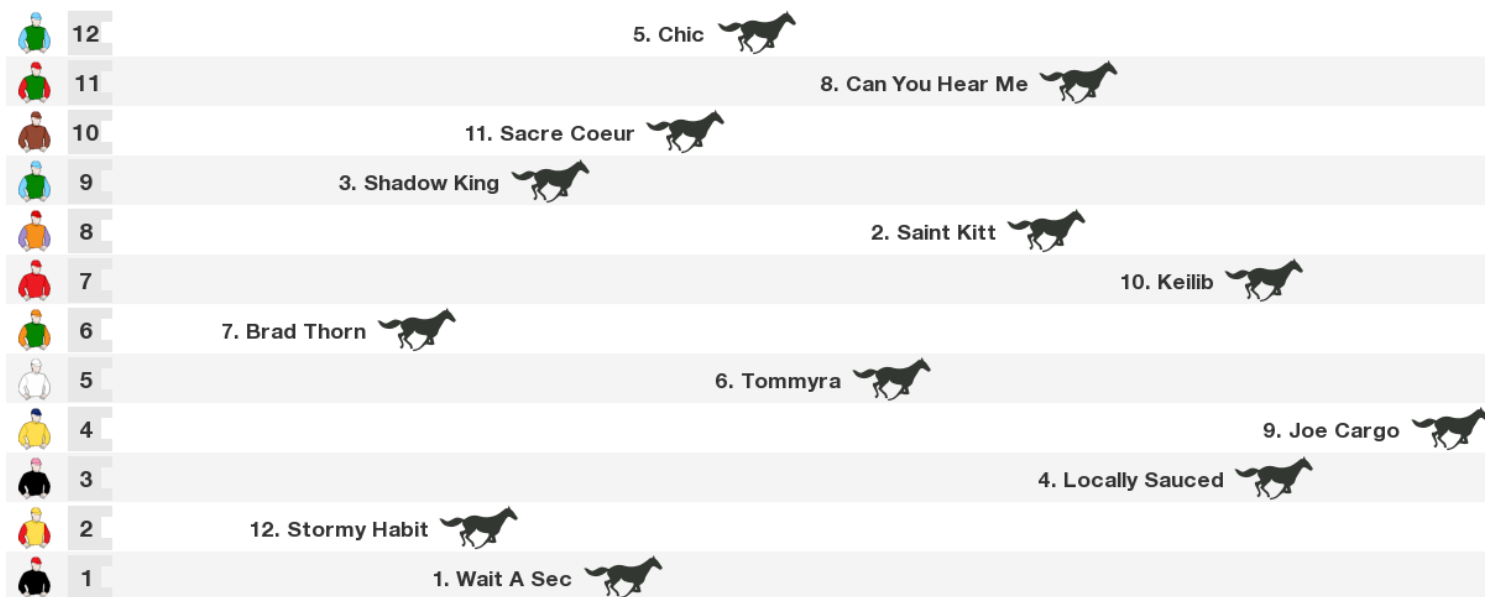 12 5. Chic
11 8. Can You Hear Me
10 11. Sacre Coeur
9 3. Shadow King
8 2. Saint Kitt
7 10. Keilib
6 7. Brad Thorn
5 6. Tommyra
4 9. Joe Cargo
3 4. Locally Sauced
2 12. Stormy Habit
1 1. Wait A Sec